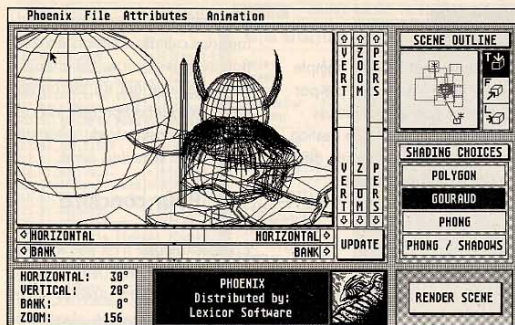 Phoenix File Attributes Animation
VERT
ZOOM
PERS
VERT
ZOOM
PERS
HORIZONTAL HORIZONTAL
BANK BANK
UPDATE
SCENE OUTLINE
T
F
L
SHADING CHOICES
POLYGON
GOURAUD
PHONG
PHONG / SHADOWS
HORIZONTAL: 30°
VERTICAL: 20°
BANK: 0°
ZOOM: 156
PHOENIX
Distributed by:
Lexicor Software
RENDER SCENE